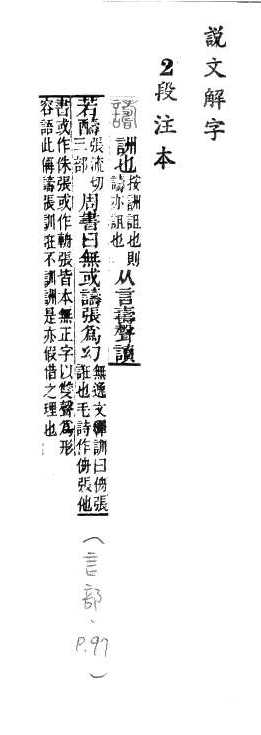 說文解字
2段注本
譸 詶也按詶詛也則譸亦詛也从言壽聲讀
若醻張流切三部周書曰無或譸張爲幻無逸文釋訓曰侜張誑也毛詩作侜張他
書或作侏張或作輈張皆本無正字以雙聲爲形
容語此侜譸張訓誑不訓詶是亦假借之理也
(言部、P.97)